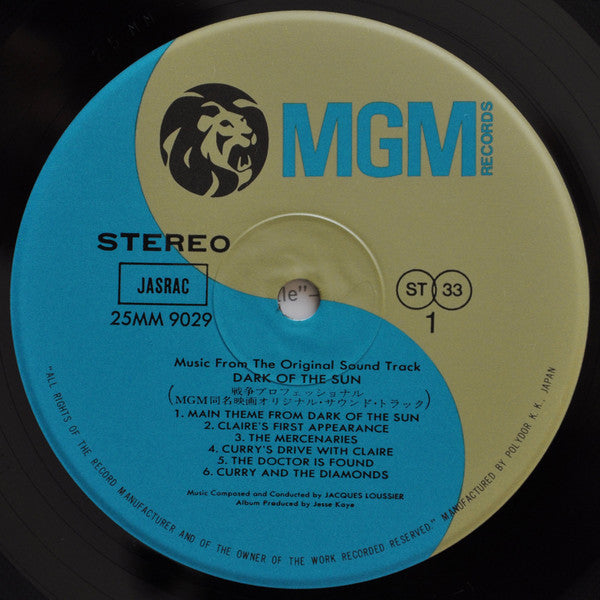 MGM
RECORDS
STEREO
JASRAC
25MM 9029
ST 33
1
Music From The Original Sound Track
DARK OF THE SUN
(戦争プロフェッショナル
MGM同名映画オリジナル・サウンド・トラック)
1. MAIN THEME FROM DARK OF THE SUN
2. CLAIRE'S FIRST APPEARANCE
3. THE MERCENARIES
4. CURRY'S DRIVE WITH CLAIRE
5. THE DOCTOR IS FOUND
6. CURRY AND THE DIAMONDS
Music Composed and Conducted by JACQUES LOUSSIER
Album Produced by Jesse Kaye
"ALL RIGHTS OF THE RECORD MANUFACTURER AND OF THE OWNER OF THE WORK RECORDED RESERVED." MANUFACTURED BY POLYDOR K. K., JAPAN